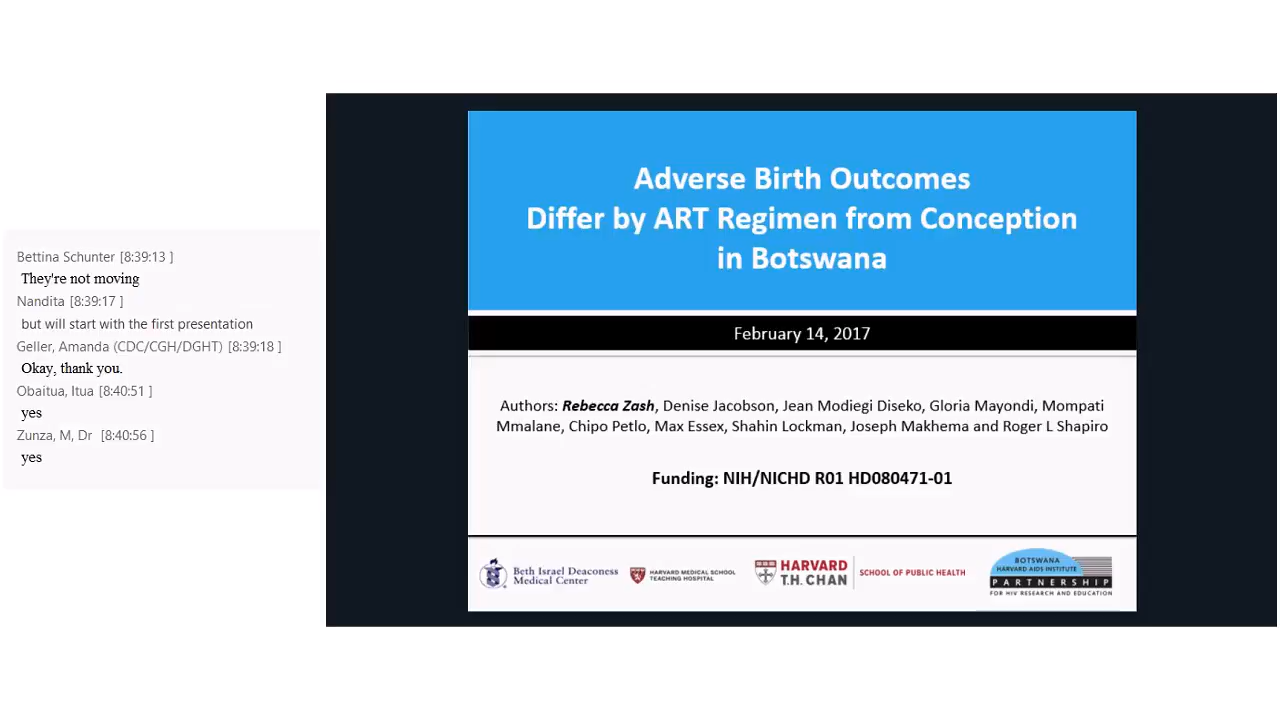 Bettina Schunter [8:39:13 ]
They're not moving
Nandita [8:39:17 ]
but will start with the first presentation
Geller, Amanda (CDC/CGH/DGHT) [8:39:18 ]
Okay, thank you.
Obaitua, Itua [8:40:51 ]
yes
Zunza, M, Dr [8:40:56 ]
yes
Adverse Birth Outcomes
Differ by ART Regimen from Conception
in Botswana
February 14, 2017
Authors: Rebecca Zash, Denise Jacobson, Jean Modiegi Diseko, Gloria Mayondi, Mompati
Mmalane, Chipo Petlo, Max Essex, Shahin Lockman, Joseph Makhema and Roger L Shapiro
Funding: NIH/NICHD R01 HD080471-01
Beth Israel Deaconess
Medical Center
HARVARD MEDICAL SCHOOL
TEACHING HOSPITAL
HARVARD
T.H. CHAN
SCHOOL OF PUBLIC HEALTH
BOTSWANA
HARVARD AIDS INSTITUTE
PARTNERSHIP
FOR HIV RESEARCH AND EDUCATION